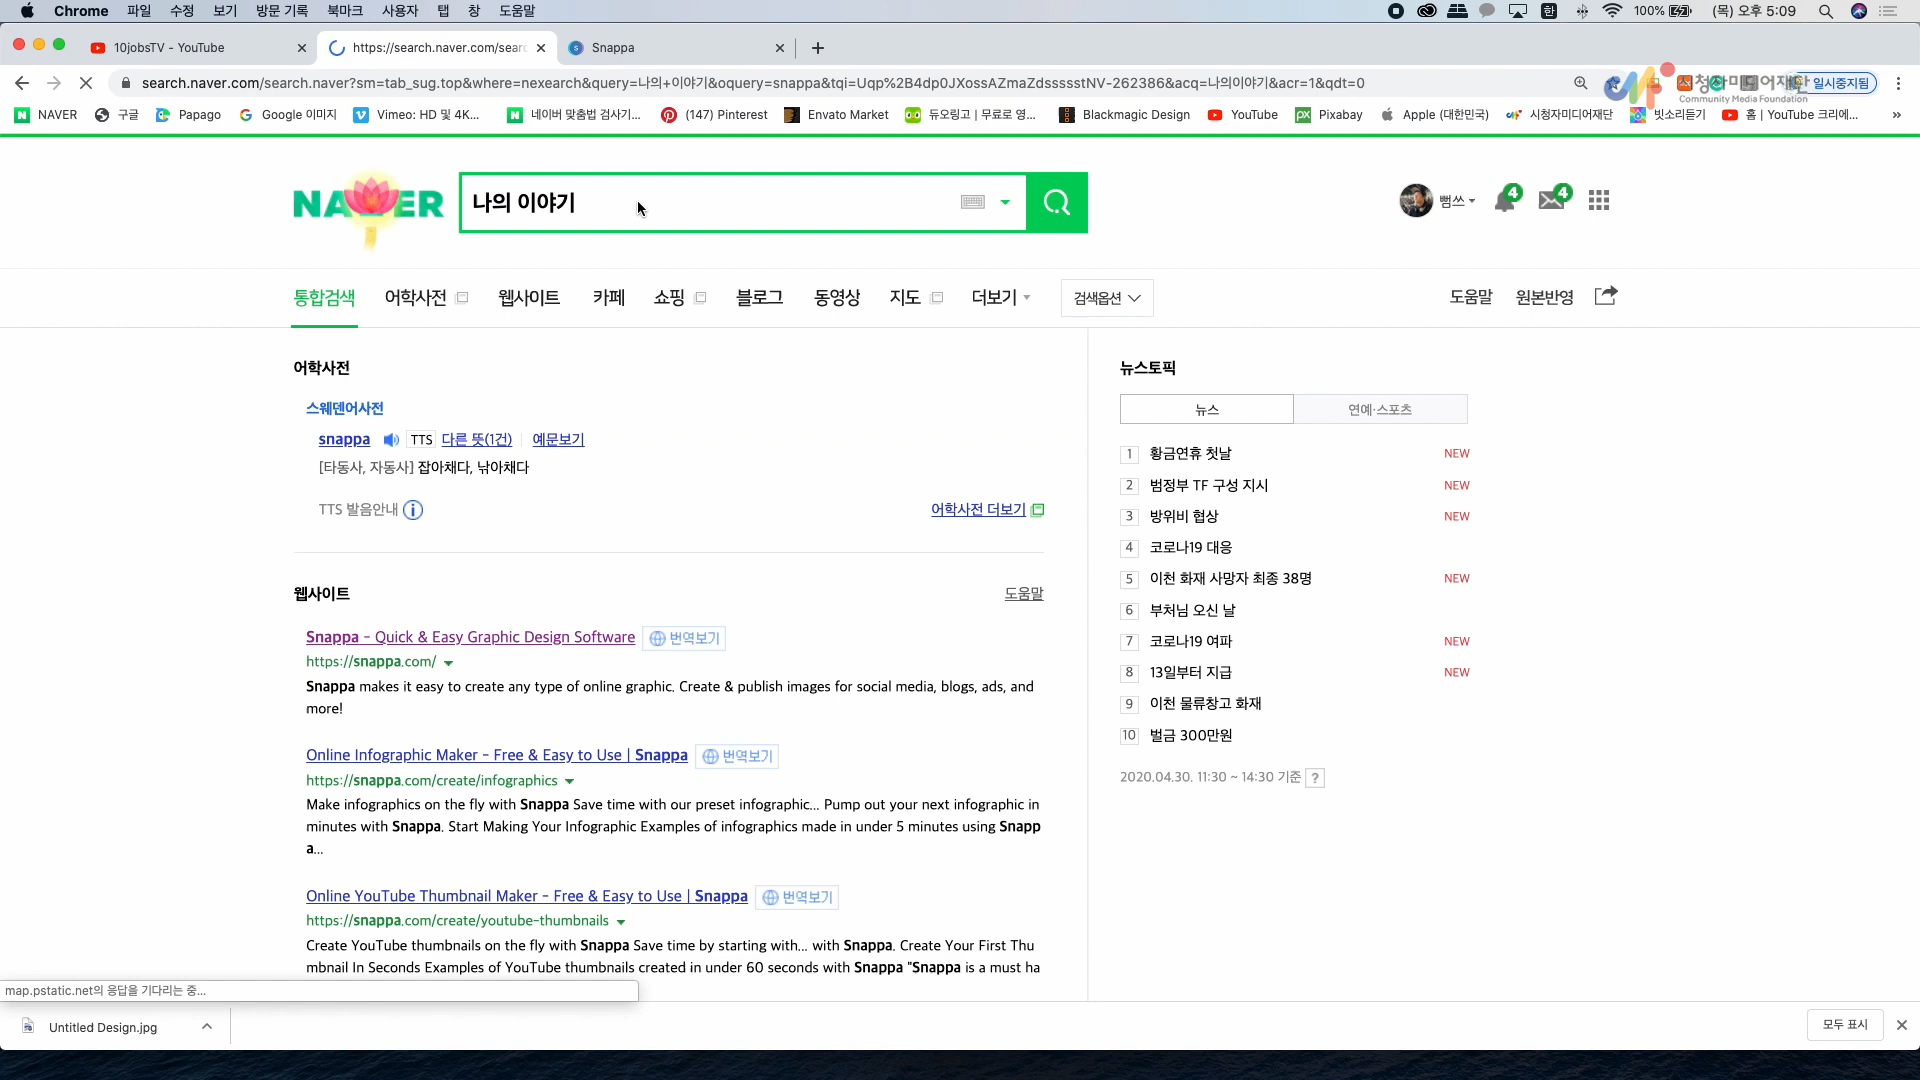 Chrome 파일 수정 보기 방문 기록 북마크 사용자 탭 창 도움말 100% (목) 오후 5:09
10jobsTV - YouTube https://search.naver.com/sear Snappa
search.naver.com/search.naver?sm=tab_sug.top&where=nexearch&query=나의+이야기&oquery=snappa&tqi=Uqp%2B4dp0JXossAZmaZdssssstNV-262386&acq=나의이야기&acr=1&qdt=0 시청자미디어재단 일시중지됨
Community Media Foundation
NAVER 구글 Papago Google 이미지 Vimeo: HD 및 4K... 네이버 맞춤법 검사기... (147) Pinterest Envato Market 듀오링고 | 무료로 영... Blackmagic Design YouTube Pixabay Apple (대한민국) 시청자미디어재단 빗소리듣기 홈 | YouTube 크리에... »
NAVER 나의 이야기 뻠쓰 4 4
통합검색 어학사전 웹사이트 카페 쇼핑 블로그 동영상 지도 더보기 검색옵션 도움말 원본반영
어학사전
스웨덴어사전
snappa TTS 다른 뜻(1건) 예문보기
[타동사, 자동사] 잡아채다, 낚아채다
TTS 발음안내 어학사전 더보기
웹사이트 도움말
Snappa - Quick & Easy Graphic Design Software 번역보기
https://snappa.com/
Snappa makes it easy to create any type of online graphic. Create & publish images for social media, blogs, ads, and
more!
Online Infographic Maker - Free & Easy to Use | Snappa 번역보기
https://snappa.com/create/infographics
Make infographics on the fly with Snappa Save time with our preset infographic... Pump out your next infographic in
minutes with Snappa. Start Making Your Infographic Examples of infographics made in under 5 minutes using Snapp
a...
Online YouTube Thumbnail Maker - Free & Easy to Use | Snappa 번역보기
https://snappa.com/create/youtube-thumbnails
Create YouTube thumbnails on the fly with Snappa Save time by starting with... with Snappa. Create Your First Thu
mbnail In Seconds Examples of YouTube thumbnails created in under 60 seconds with Snappa "Snappa is a must ha
뉴스토픽
뉴스 연예·스포츠
1 황금연휴 첫날 NEW
2 범정부 TF 구성 지시 NEW
3 방위비 협상 NEW
4 코로나19 대응
5 이천 화재 사망자 최종 38명 NEW
6 부처님 오신 날
7 코로나19 여파 NEW
8 13일부터 지급 NEW
9 이천 물류창고 화재
10 벌금 300만원
2020.04.30. 11:30 ~ 14:30 기준 ?
map.pstatic.net의 응답을 기다리는 중...
Untitled Design.jpg 모두 표시